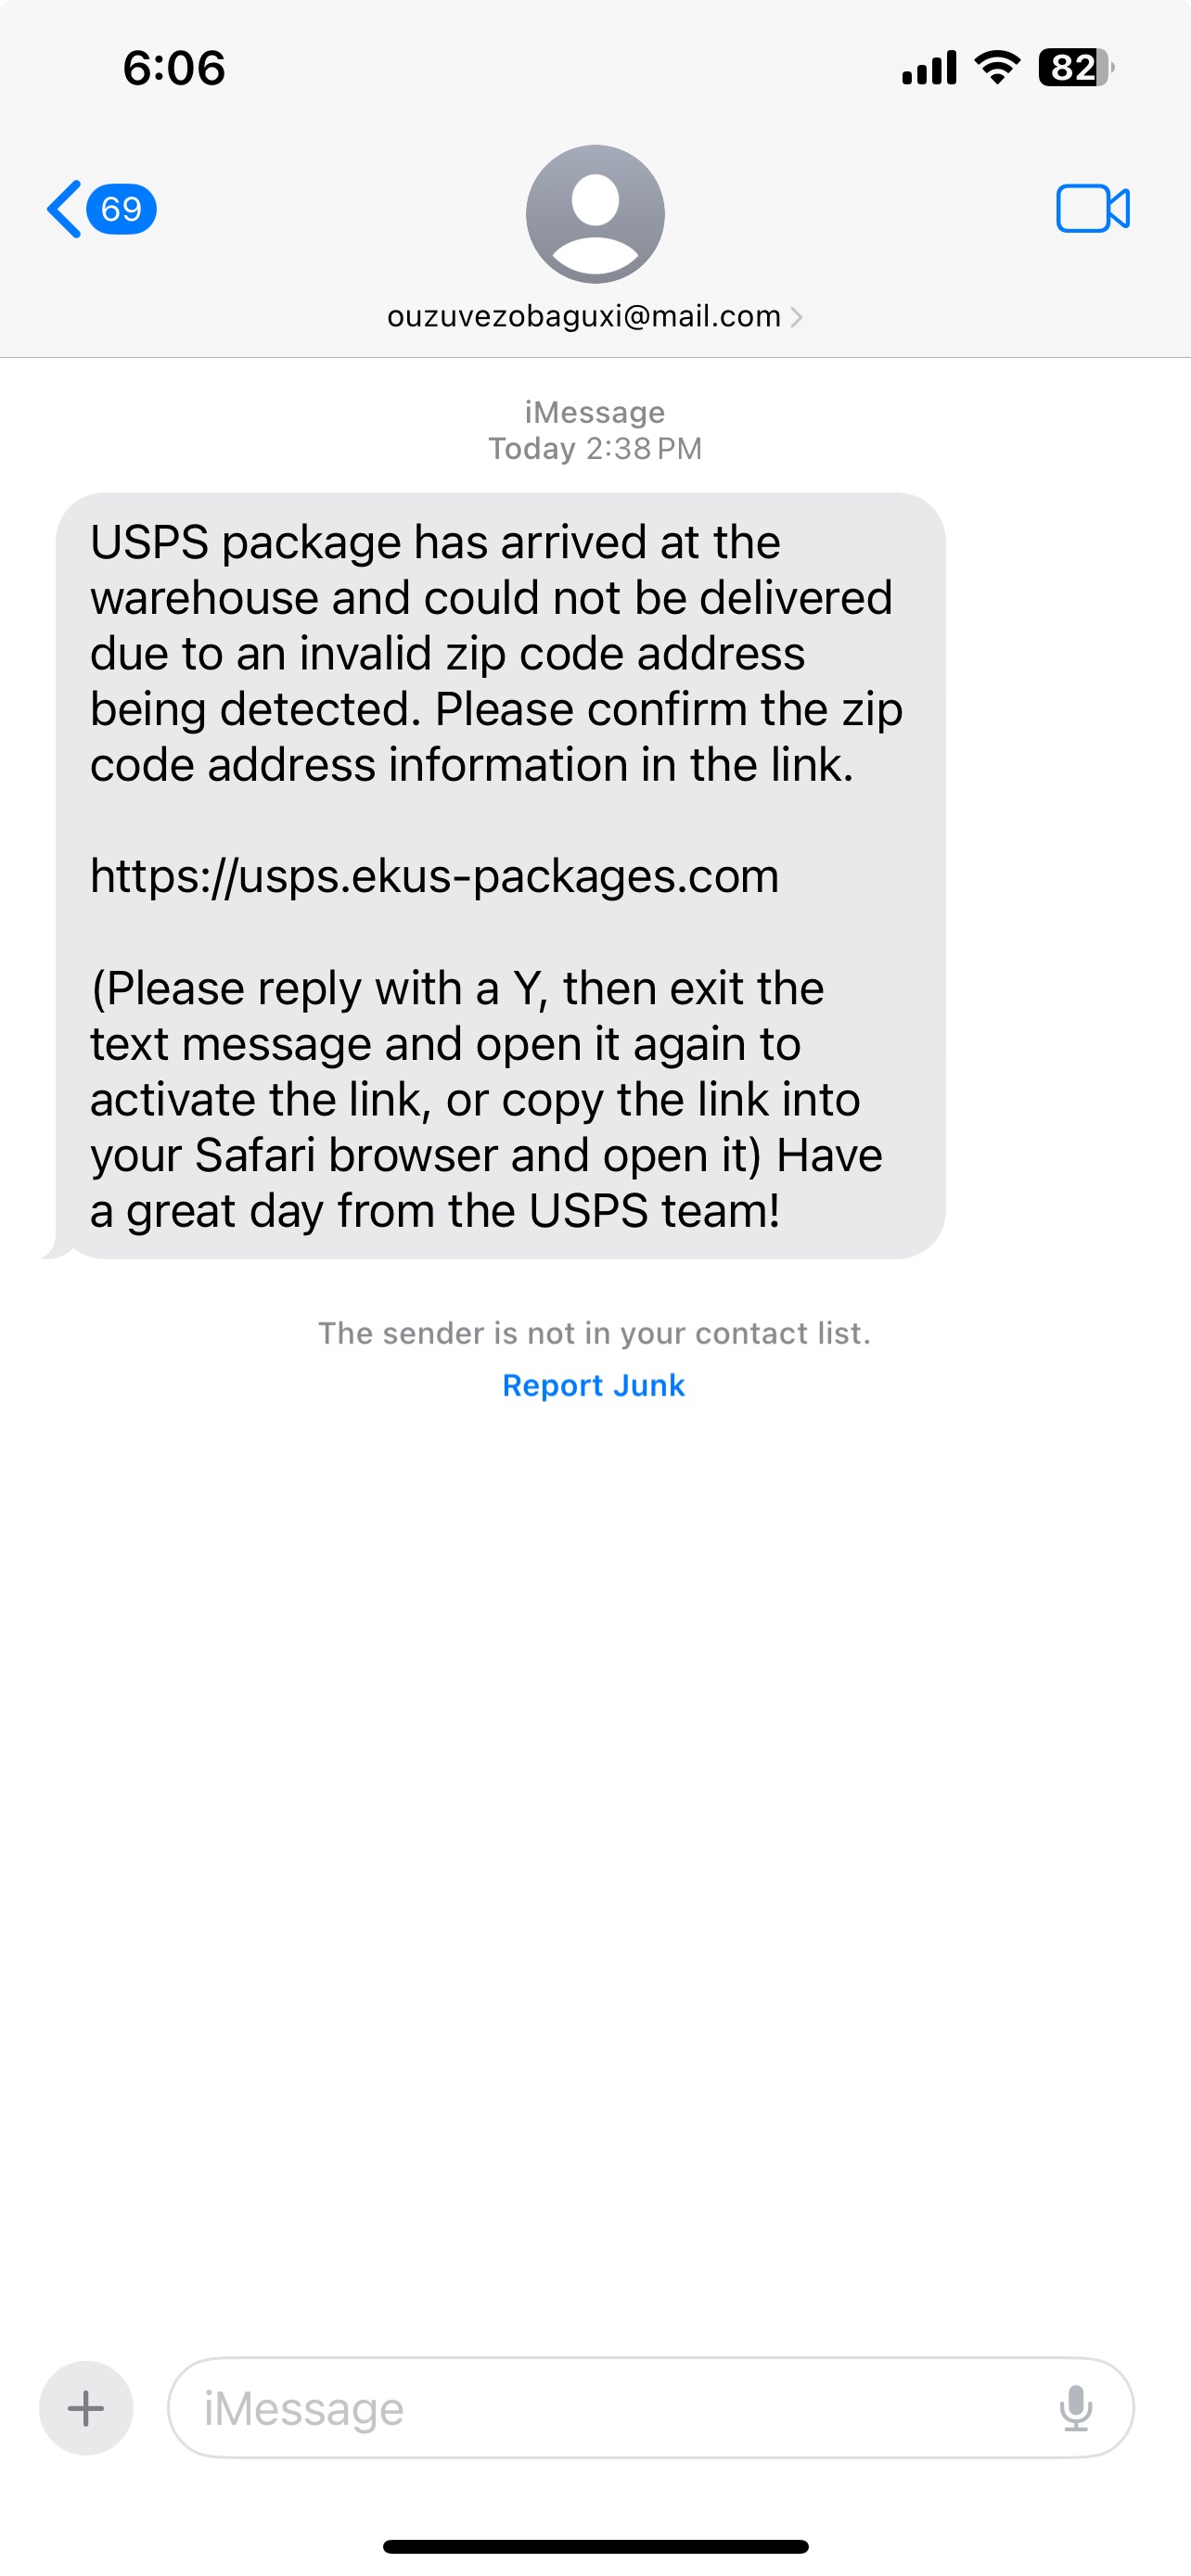 6:06
82
69
ouzuvezobaguxi@mail.com
iMessage
Today 2:38 PM
USPS package has arrived at the
warehouse and could not be delivered
due to an invalid zip code address
being detected. Please confirm the zip
code address information in the link.
https://usps.ekus-packages.com
(Please reply with a Y, then exit the
text message and open it again to
activate the link, or copy the link into
your Safari browser and open it) Have
a great day from the USPS team!
The sender is not in your contact list.
Report Junk
iMessage